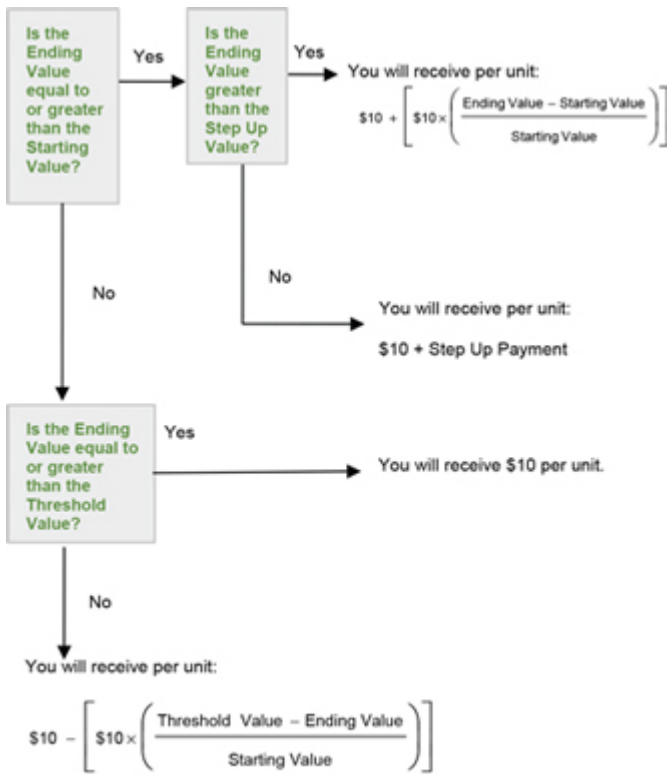 Is the
Ending
Value
equal to
or greater
than the
Starting
Value?
Yes
Is the
Ending
Value
greater
than the
Step Up
Value?
Yes
You will receive per unit:
$10 + [ $10 × ( Ending Value – Starting Value / Starting Value ) ]
No
No
You will receive per unit:
$10 + Step Up Payment
Is the Ending
Value equal to
or greater
than the
Threshold
Value?
Yes
You will receive $10 per unit.
No
You will receive per unit:
$10 – [ $10 × ( Threshold Value – Ending Value / Starting Value ) ]